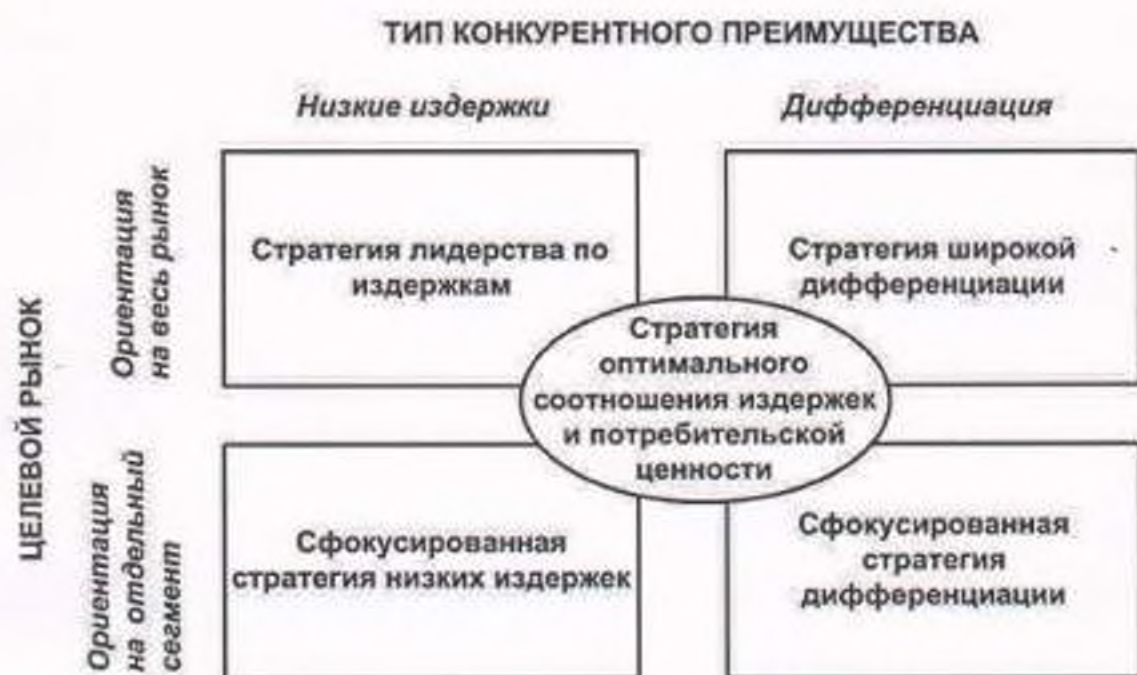 ТИП КОНКУРЕНТНОГО ПРЕИМУЩЕСТВА
Низкие издержки
Дифференциация
ЦЕЛЕВОЙ РЫНОК
Ориентация
на весь рынок
Стратегия лидерства по
издержкам
Стратегия широкой
дифференциации
Стратегия
оптимального
соотношения издержек
и потребительской
ценности
Ориентация
на отдельный
сегмент
Сфокусированная
стратегия низких издержек
Сфокусированная
стратегия
дифференциации